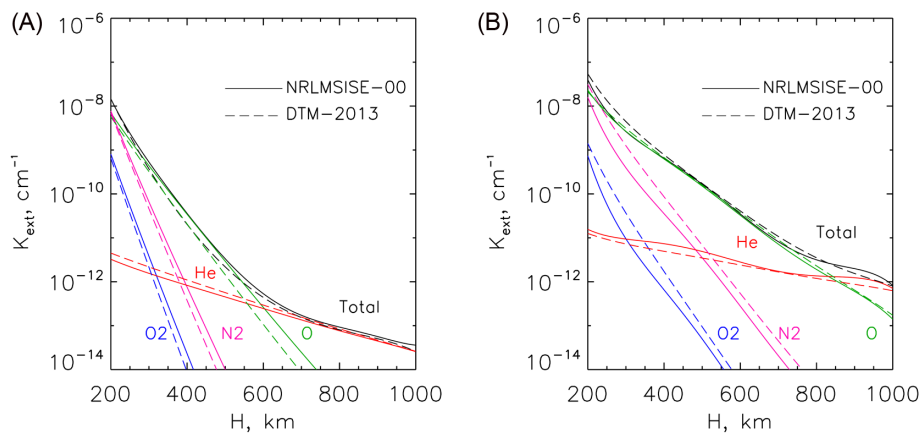 (A)
10⁻⁶
10⁻⁸
10⁻¹⁰
10⁻¹²
10⁻¹⁴
K_ext, cm⁻¹
NRLMSISE−00
DTM−2013
He
Total
O2
N2
O
200 400 600 800 1000
H, km
(B)
10⁻⁶
10⁻⁸
10⁻¹⁰
10⁻¹²
10⁻¹⁴
K_ext, cm⁻¹
NRLMSISE−00
DTM−2013
He
Total
O2
N2
O
200 400 600 800 1000
H, km